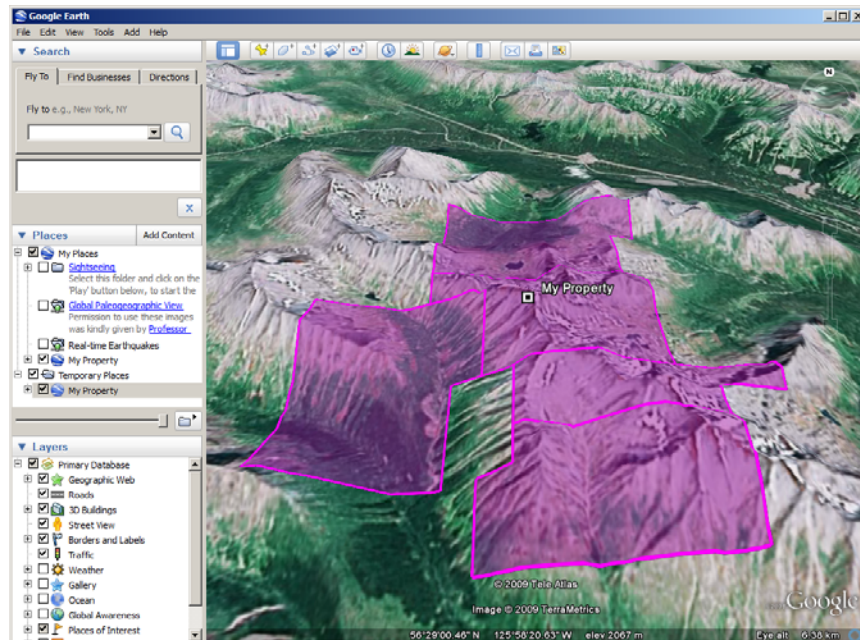 Google Earth
File Edit View Tools Add Help
Search
Fly To Find Businesses Directions
Fly to e.g., New York, NY
x
Places Add Content
My Places
Sightseeing
Select this folder and click on the
'Play' button below, to start the
Global Paleogeographic View
Permission to use these images
was kindly given by Professor
Real-time Earthquakes
My Property
Temporary Places
My Property
Layers
Primary Database
Geographic Web
Roads
3D Buildings
Street View
Borders and Labels
Traffic
Weather
Gallery
Ocean
Global Awareness
Places of Interest
N
My Property
© 2009 Tele Atlas
Image © 2009 TerraMetrics
Google
56°29'00.46" N 125°58'20.63" W elev 2067 m Eye alt 6.38 km